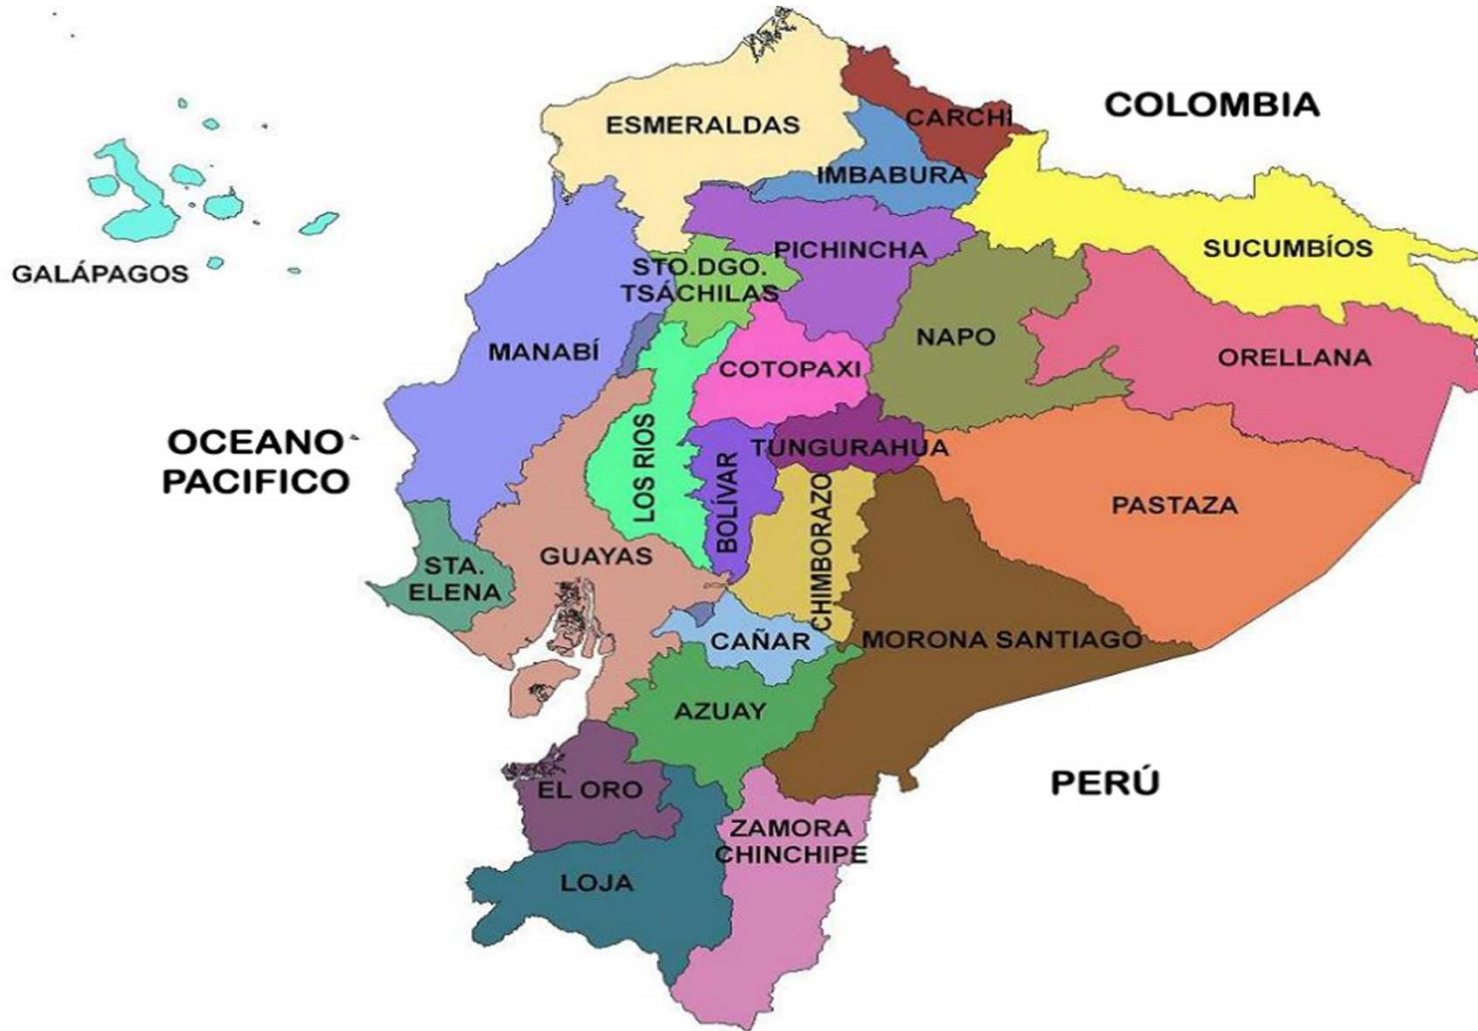 COLOMBIA
CARCHI
ESMERALDAS
IMBABURA
SUCUMBÍOS
PICHINCHA
GALÁPAGOS
STO.DGO.
TSÁCHILAS
NAPO
MANABÍ
ORELLANA
COTOPAXI
OCEANO
PACIFICO
LOS RIOS
BOLÍVAR
TUNGURAHUA
CHIMBORAZO
PASTAZA
GUAYAS
STA.
ELENA
CAÑAR
MORONA SANTIAGO
AZUAY
PERÚ
EL ORO
ZAMORA
CHINCHIPE
LOJA